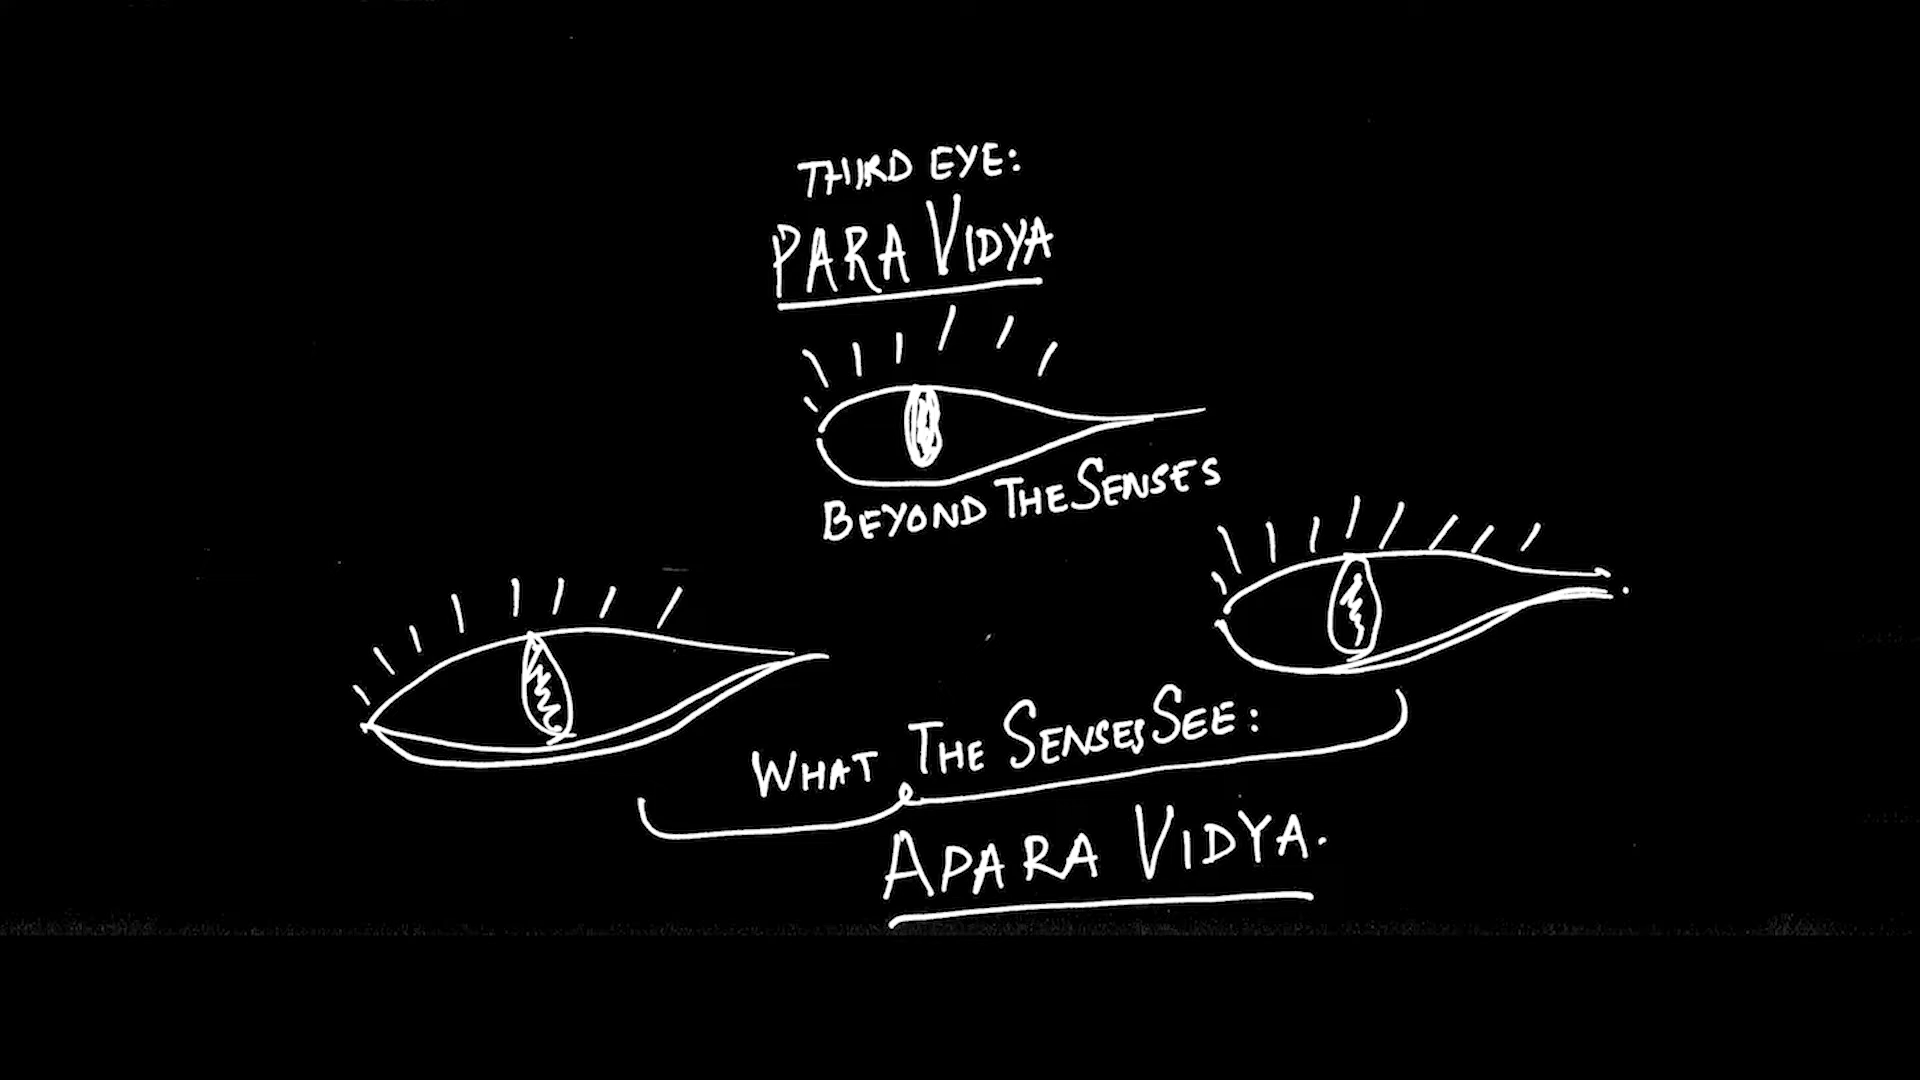 THIRD EYE:
PARA VIDYA
BEYOND THE SENSES
WHAT THE SENSES SEE:
APARA VIDYA.